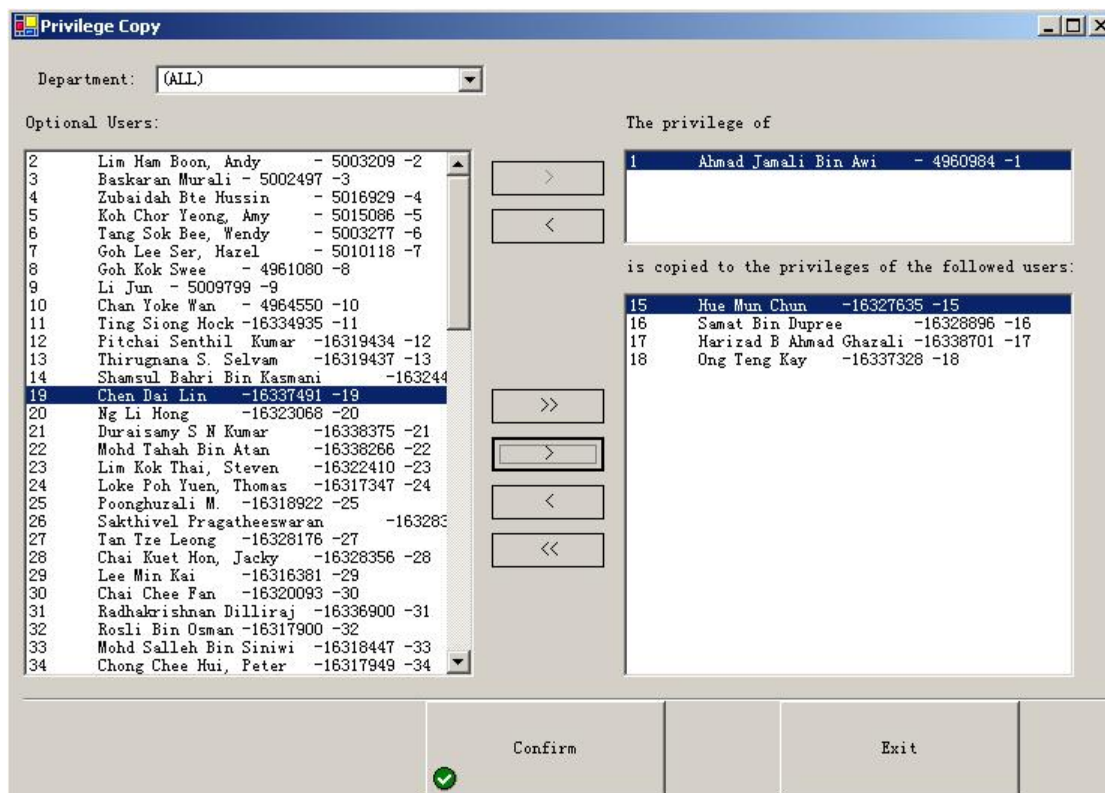 Privilege Copy
Department: (ALL)
Optional Users:
2 Lim Ham Boon, Andy - 5003209 -2
3 Baskaran Murali - 5002497 -3
4 Zubaidah Bte Hussin - 5016929 -4
5 Koh Chor Yeong, Amy - 5015086 -5
6 Tang Sok Bee, Wendy - 5003277 -6
7 Goh Lee Ser, Hazel - 5010118 -7
8 Goh Kok Swee - 4961080 -8
9 Li Jun - 5009799 -9
10 Chan Yoke Wan - 4964550 -10
11 Ting Siong Hock -16334935 -11
12 Pitchai Senthil Kumar -16319434 -12
13 Thirugnana S. Selvam -16319437 -13
14 Shamsul Bahri Bin Kasmani -163244
19 Chen Dai Lin -16337491 -19
20 Ng Li Hong -16323068 -20
21 Duraisamy S N Kumar -16338375 -21
22 Mohd Tahah Bin Atan -16338266 -22
23 Lim Kok Thai, Steven -16322410 -23
24 Loke Poh Yuen, Thomas -16317347 -24
25 Poonghuzali M. -16318922 -25
26 Sakthivel Pragatheeswaran -163283
27 Tan Tze Leong -16328176 -27
28 Chai Kuet Hon, Jacky -16328356 -28
29 Lee Min Kai -16316381 -29
30 Chai Chee Fan -16320093 -30
31 Radhakrishnan Dilliraj -16336900 -31
32 Rosli Bin Osman -16317900 -32
33 Mohd Salleh Bin Siniwi -16318447 -33
34 Chong Chee Hui, Peter -16317949 -34
>
<
>>
>
<
<<
The privilege of
1 Ahmad Jamali Bin Awi - 4960984 -1
is copied to the privileges of the followed users:
15 Hue Mun Chun -16327635 -15
16 Samat Bin Dupree -16328896 -16
17 Harizad B Ahmad Ghazali -16338701 -17
18 Ong Teng Kay -16337328 -18
Confirm
Exit